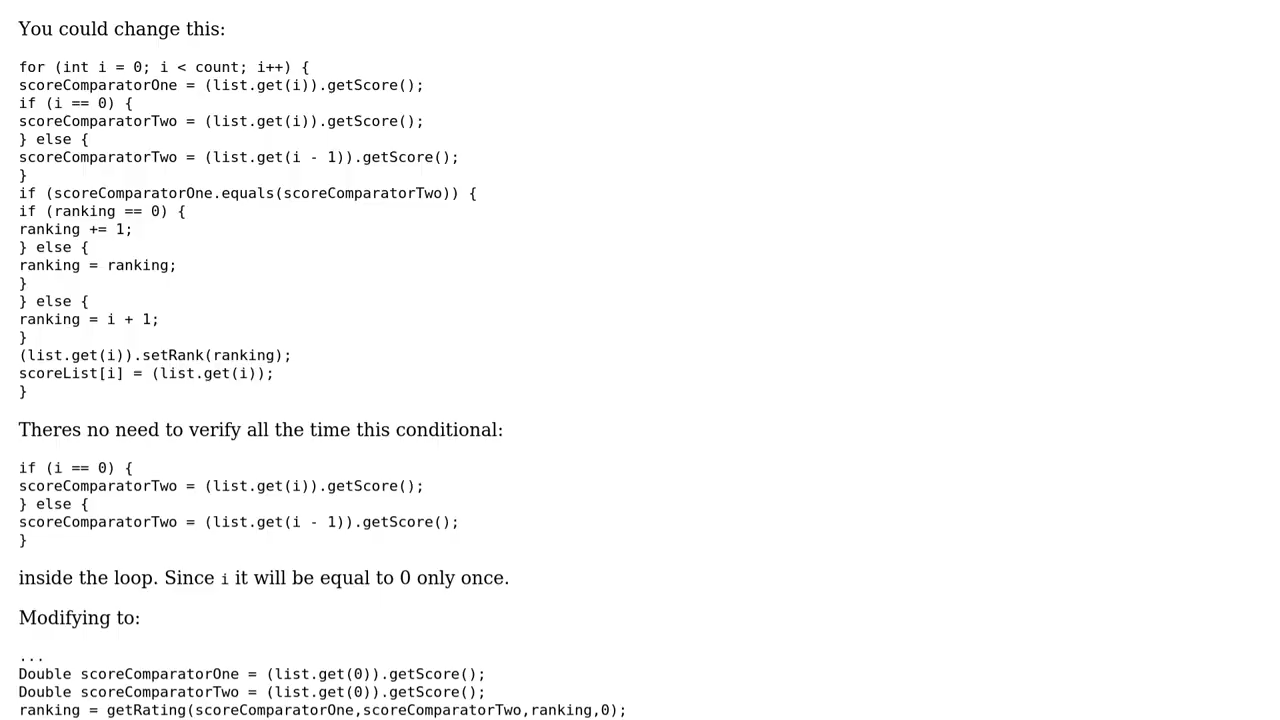 You could change this:
for (int i = 0; i < count; i++) {
scoreComparatorOne = (list.get(i)).getScore();
if (i == 0) {
scoreComparatorTwo = (list.get(i)).getScore();
} else {
scoreComparatorTwo = (list.get(i - 1)).getScore();
}
if (scoreComparatorOne.equals(scoreComparatorTwo)) {
if (ranking == 0) {
ranking += 1;
} else {
ranking = ranking;
}
} else {
ranking = i + 1;
}
(list.get(i)).setRank(ranking);
scoreList[i] = (list.get(i));
}
Theres no need to verify all the time this conditional:
if (i == 0) {
scoreComparatorTwo = (list.get(i)).getScore();
} else {
scoreComparatorTwo = (list.get(i - 1)).getScore();
}
inside the loop. Since i it will be equal to 0 only once.
Modifying to:
...
Double scoreComparatorOne = (list.get(0)).getScore();
Double scoreComparatorTwo = (list.get(0)).getScore();
ranking = getRating(scoreComparatorOne,scoreComparatorTwo,ranking,0);